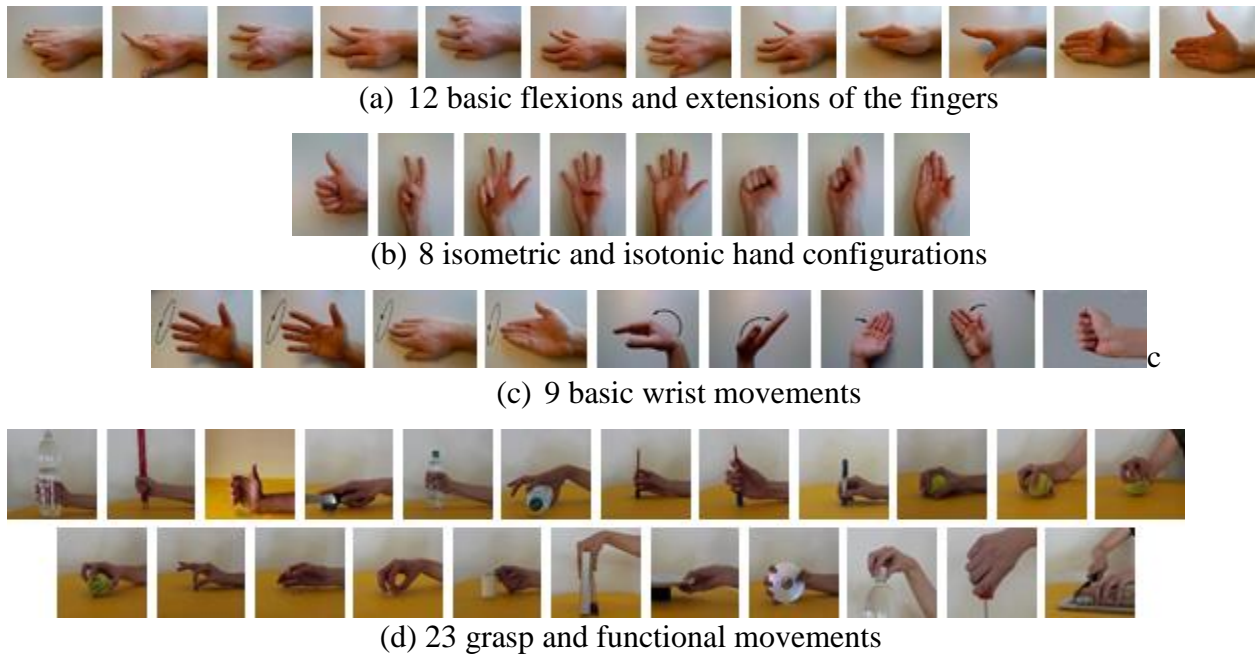 (a) 12 basic flexions and extensions of the fingers
(b) 8 isometric and isotonic hand configurations
c
(c) 9 basic wrist movements
(d) 23 grasp and functional movements